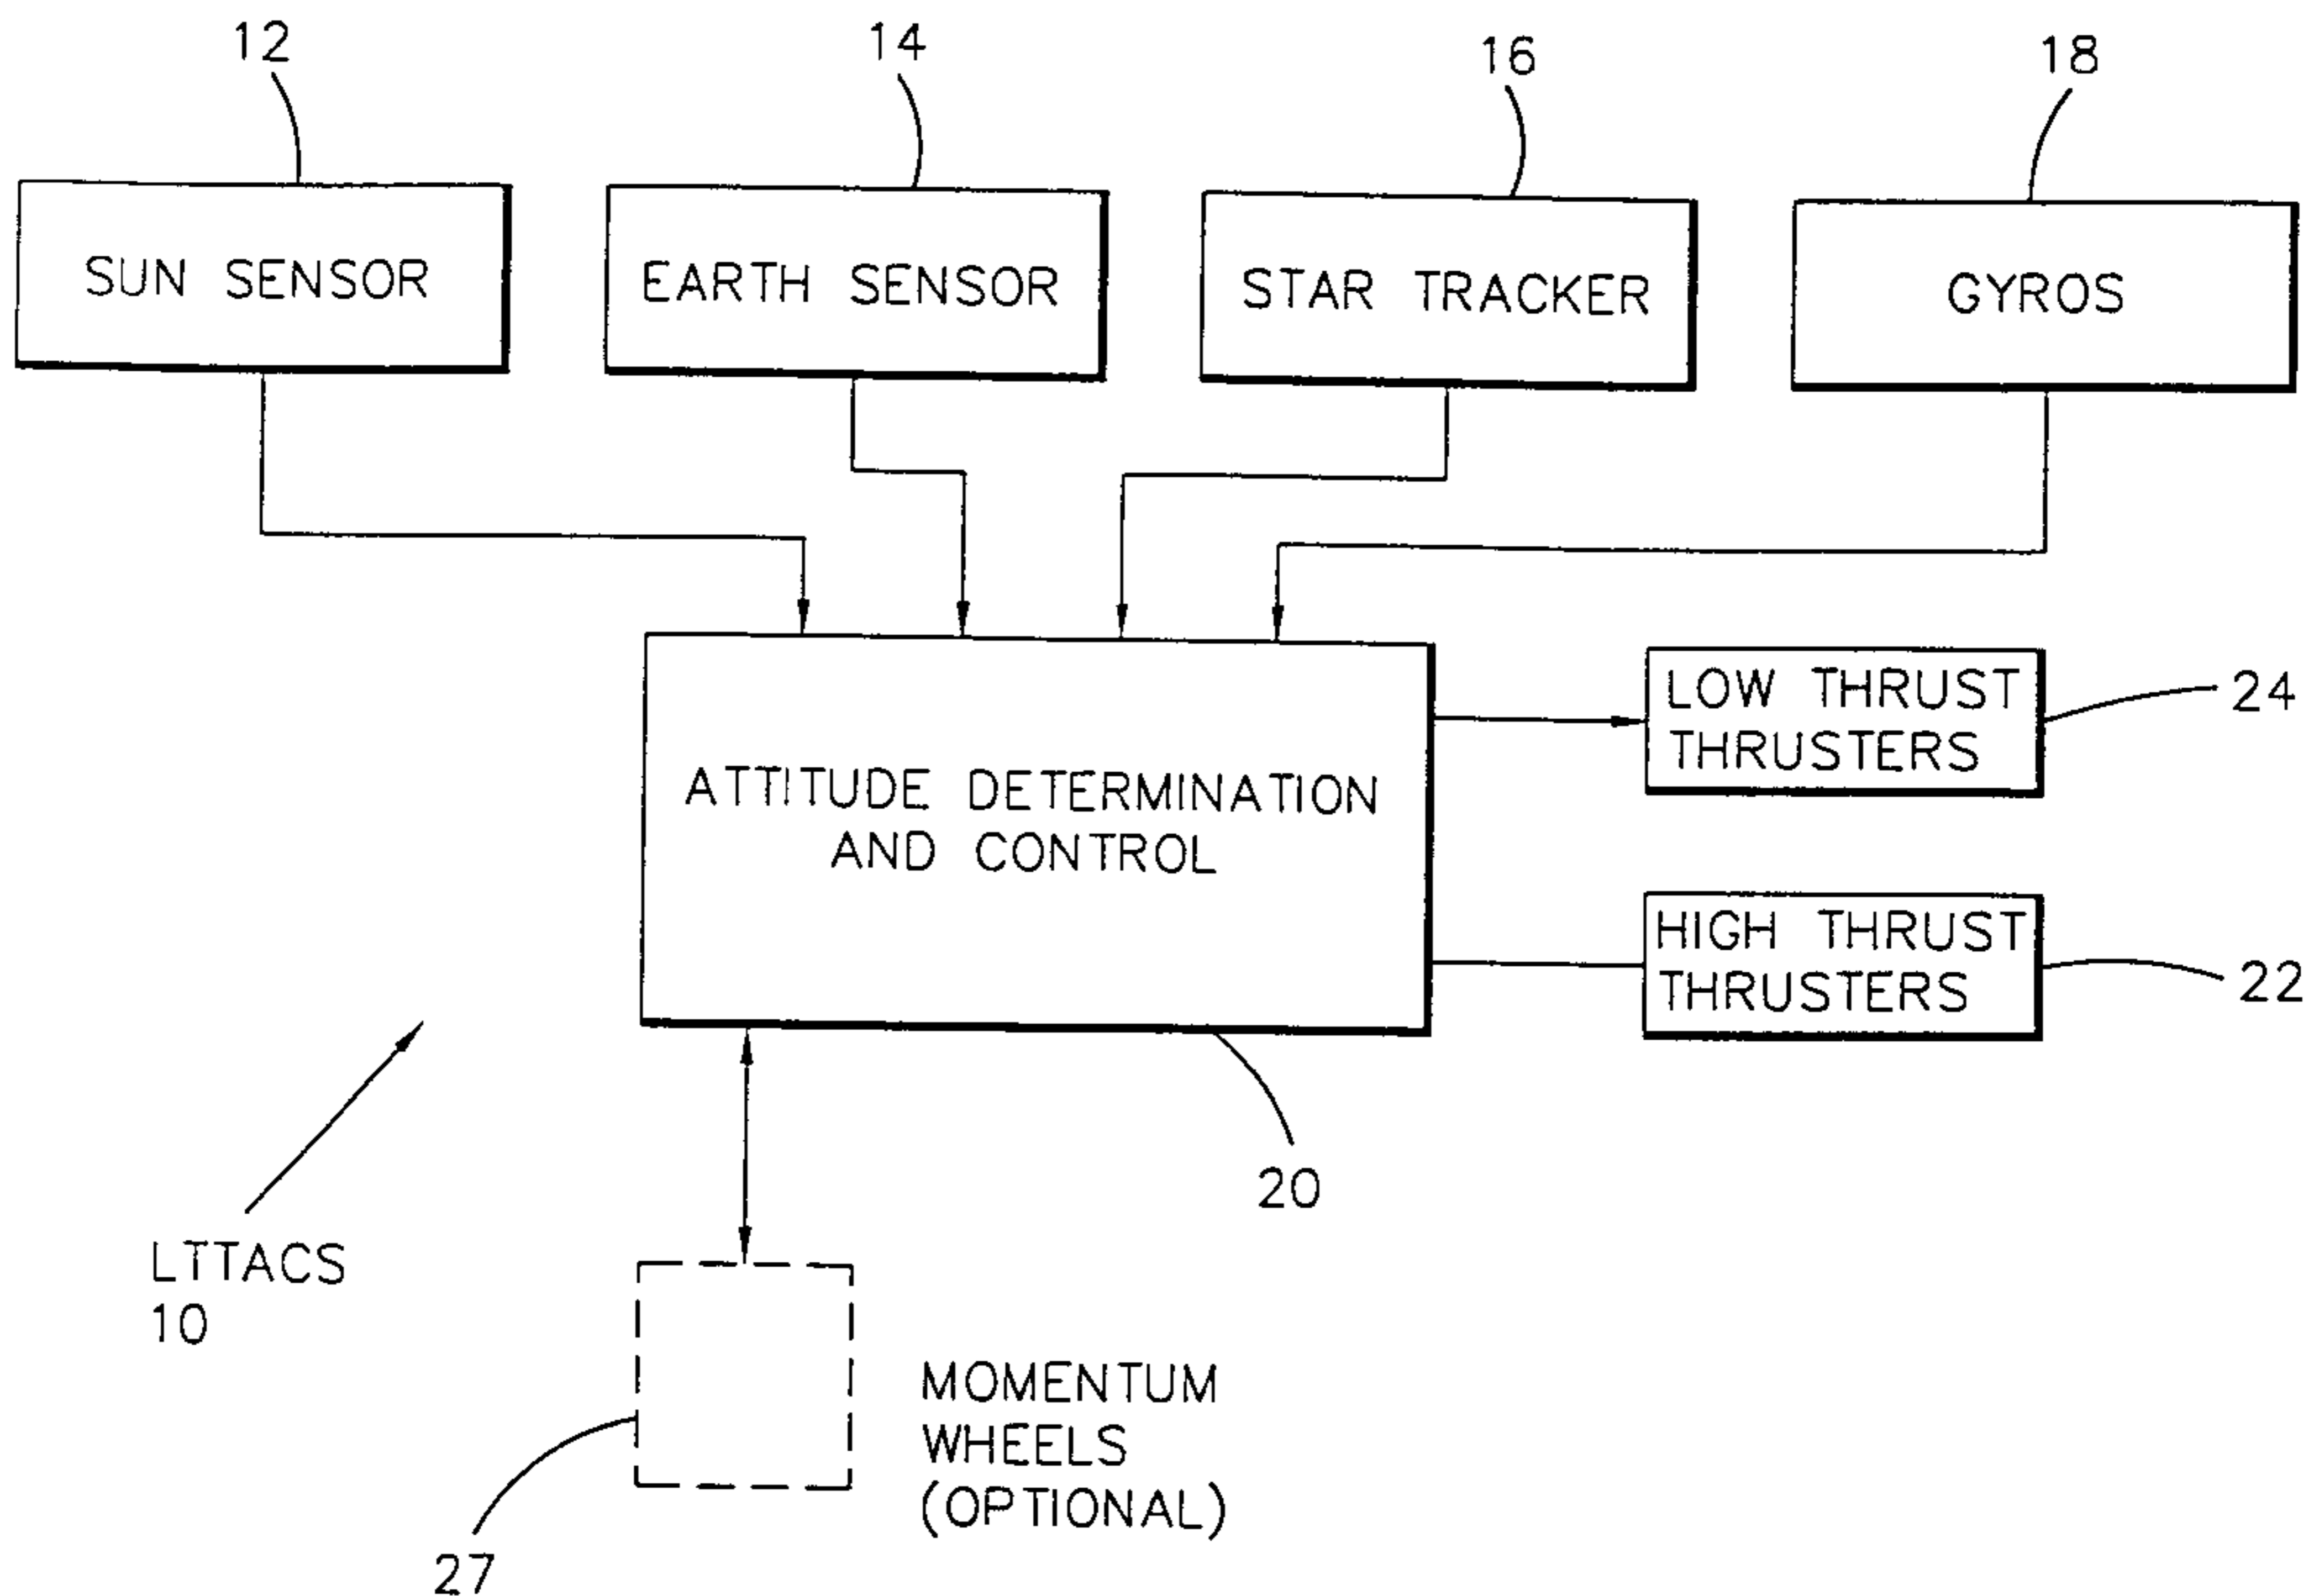 12
14
16
18
SUN SENSOR
EARTH SENSOR
STAR TRACKER
GYROS
LOW THRUST
THRUSTERS
24
ATTITUDE DETERMINATION
AND CONTROL
HIGH THRUST
THRUSTERS
22
20
LTTACS
10
MOMENTUM
WHEELS
(OPTIONAL)
27